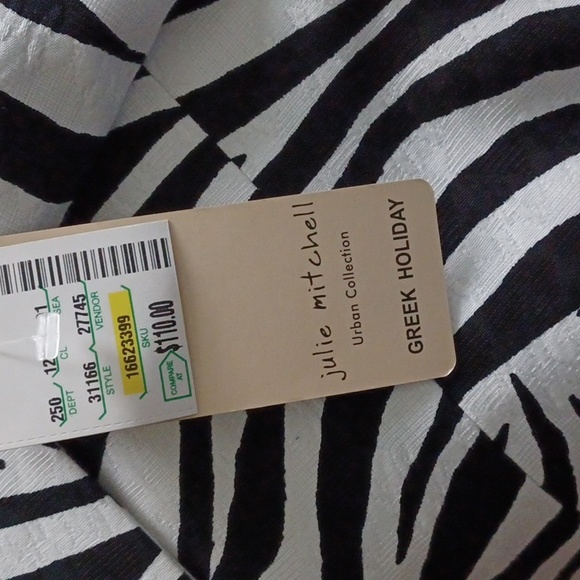 julie mitchell
Urban Collection
GREEK HOLIDAY
250 12
DEPT CL SEA
31166 27745
STYLE VENDOR
16623399
SKU
COMPARE AT $110.00